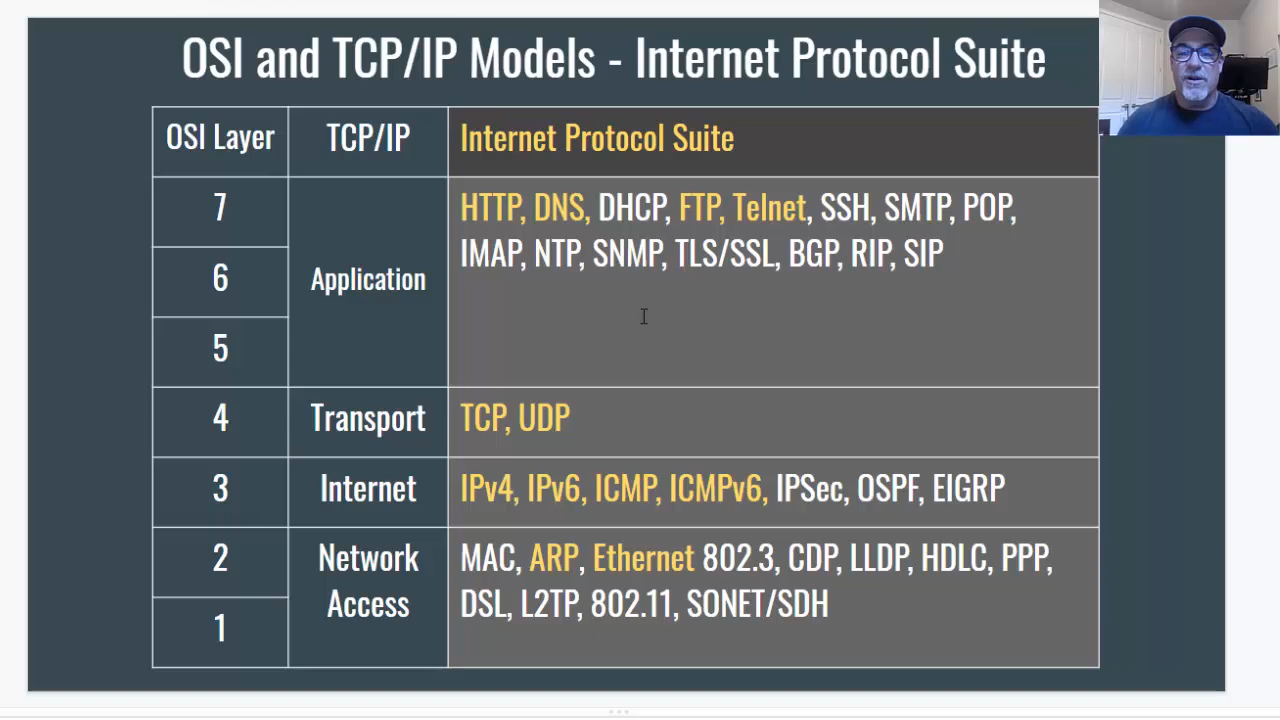 OSI and TCP/IP Models - Internet Protocol Suite
OSI Layer
TCP/IP
Internet Protocol Suite
7
6
5
Application
HTTP, DNS, DHCP, FTP, Telnet, SSH, SMTP, POP,
IMAP, NTP, SNMP, TLS/SSL, BGP, RIP, SIP
4
Transport
TCP, UDP
3
Internet
IPv4, IPv6, ICMP, ICMPv6, IPSec, OSPF, EIGRP
2
1
Network
Access
MAC, ARP, Ethernet 802.3, CDP, LLDP, HDLC, PPP,
DSL, L2TP, 802.11, SONET/SDH